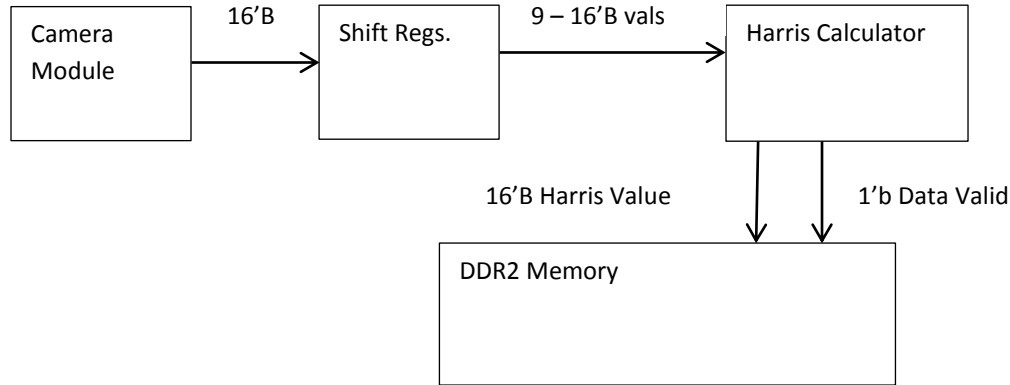 16’B
9 – 16’B vals
Camera
Module
Shift Regs.
Harris Calculator
16’B Harris Value
1’b Data Valid
DDR2 Memory